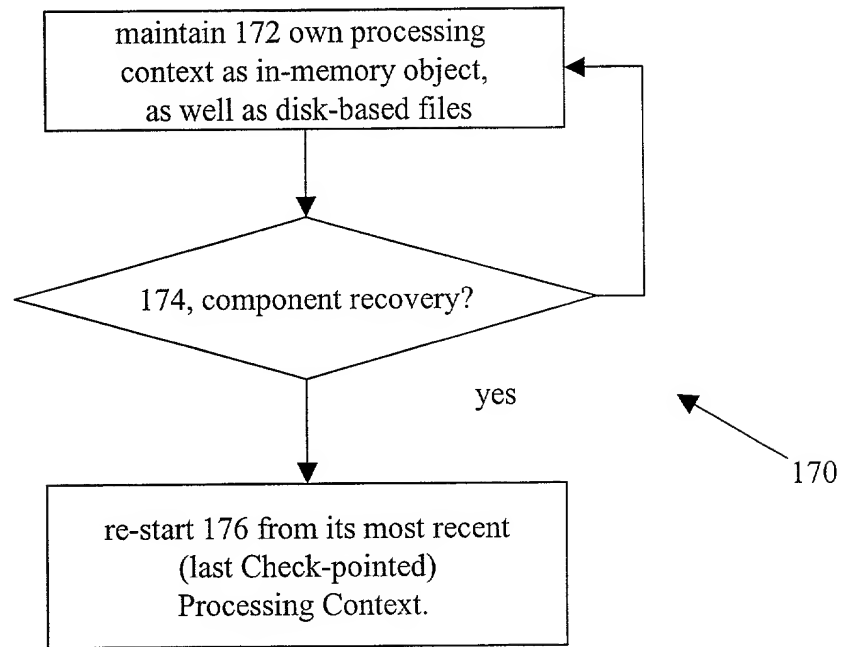 maintain 172 own processing
context as in-memory object,
as well as disk-based files
174, component recovery?
yes
170
re-start 176 from its most recent
(last Check-pointed)
Processing Context.